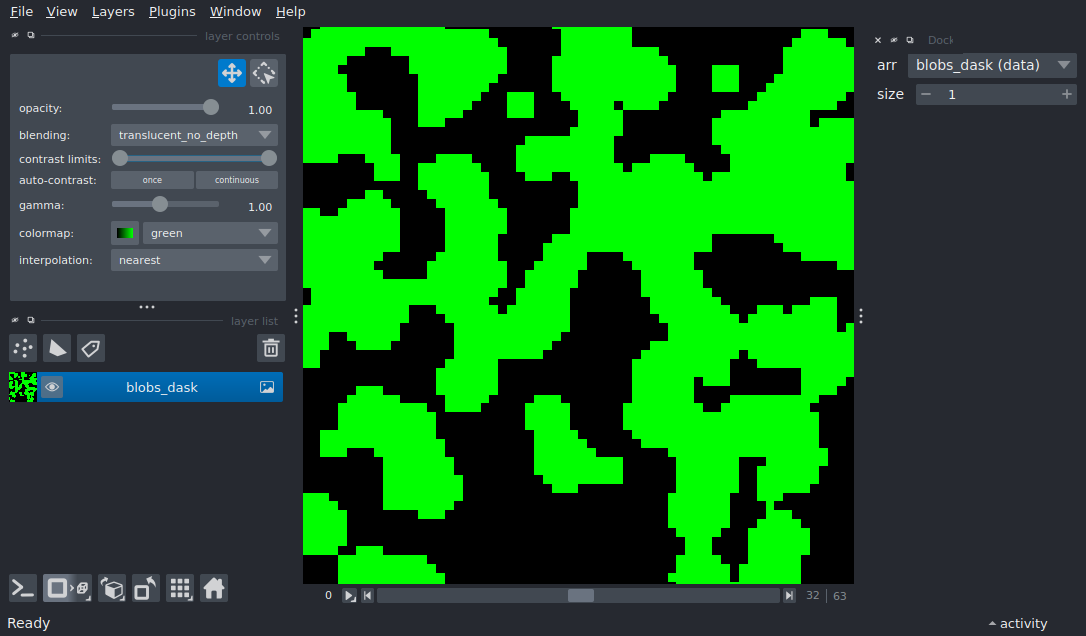 File View Layers Plugins Window Help
layer controls
opacity: 1.00
blending: translucent_no_depth
contrast limits:
auto-contrast: once continuous
gamma: 1.00
colormap: green
interpolation: nearest
layer list
blobs_dask
Dock
arr blobs_dask (data)
size 1
0 32 63
Ready
activity